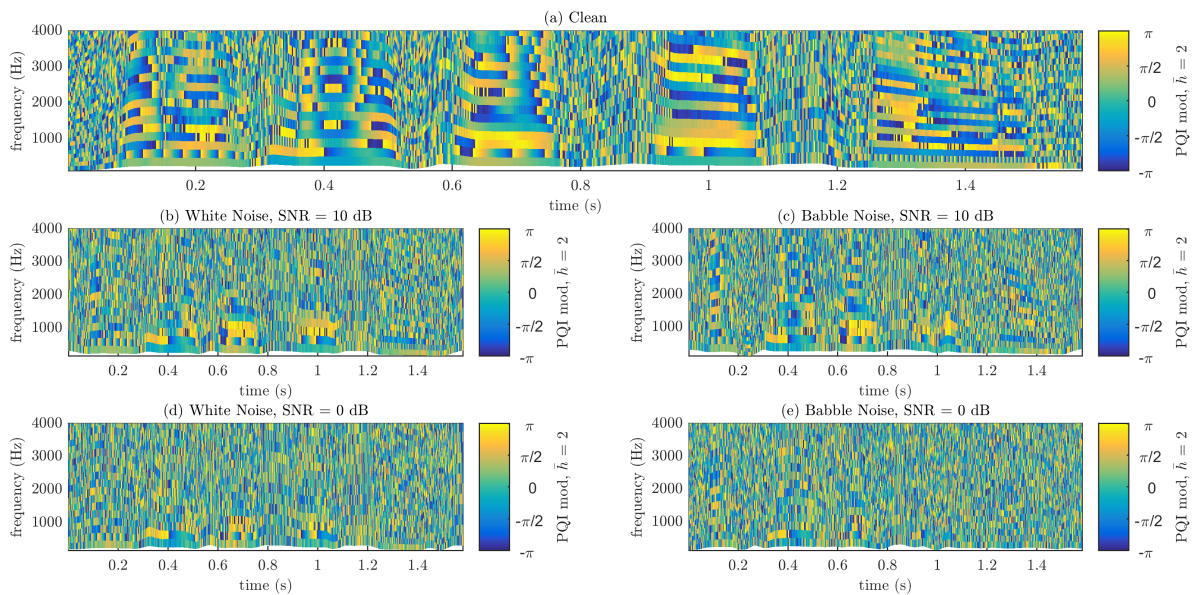 (a) Clean
frequency (Hz)
4000
3000
2000
1000
0.2 0.4 0.6 0.8 1 1.2 1.4
time (s)
π
π/2
0
-π/2
-π
PQI mod, h̄ = 2
(b) White Noise, SNR = 10 dB
frequency (Hz)
4000
3000
2000
1000
0.2 0.4 0.6 0.8 1 1.2 1.4
time (s)
π
π/2
0
-π/2
-π
PQI mod, h̄ = 2
(c) Babble Noise, SNR = 10 dB
frequency (Hz)
4000
3000
2000
1000
0.2 0.4 0.6 0.8 1 1.2 1.4
time (s)
π
π/2
0
-π/2
-π
PQI mod, h̄ = 2
(d) White Noise, SNR = 0 dB
frequency (Hz)
4000
3000
2000
1000
0.2 0.4 0.6 0.8 1 1.2 1.4
time (s)
π
π/2
0
-π/2
-π
PQI mod, h̄ = 2
(e) Babble Noise, SNR = 0 dB
frequency (Hz)
4000
3000
2000
1000
0.2 0.4 0.6 0.8 1 1.2 1.4
time (s)
π
π/2
0
-π/2
-π
PQI mod, h̄ = 2